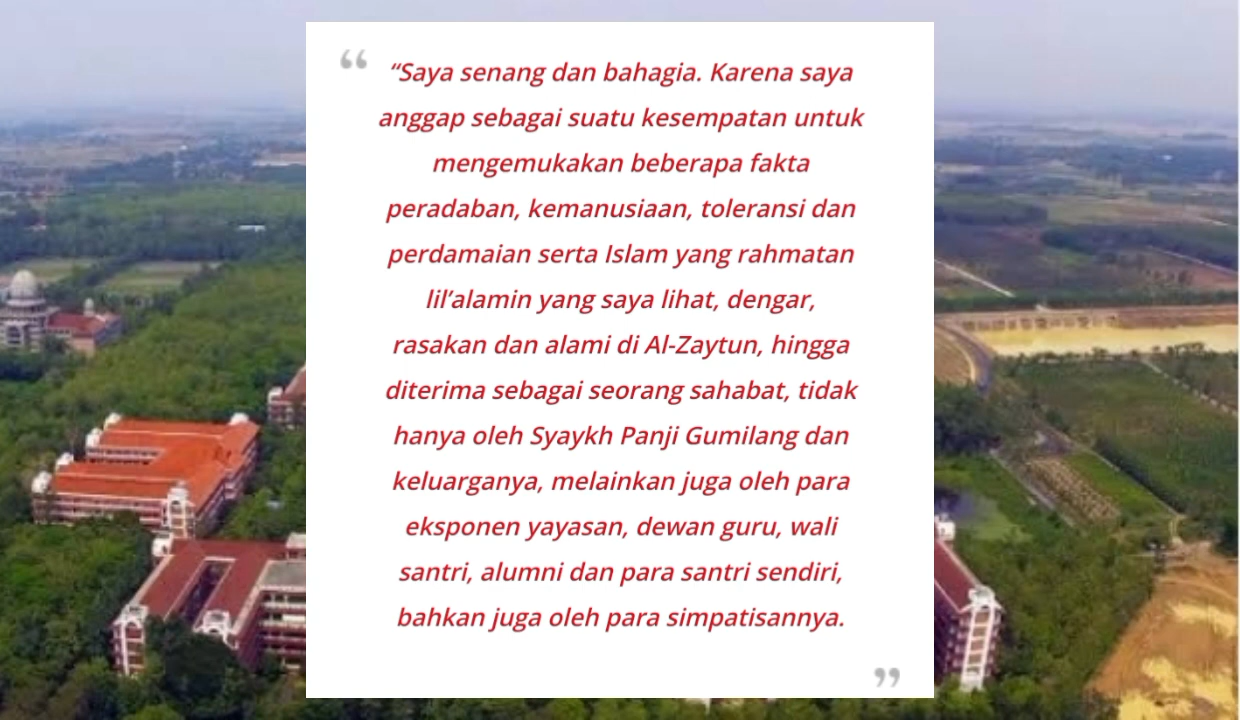 “
“Saya senang dan bahagia. Karena saya
anggap sebagai suatu kesempatan untuk
mengemukakan beberapa fakta
peradaban, kemanusiaan, toleransi dan
perdamaian serta Islam yang rahmatan
lil’alamin yang saya lihat, dengar,
rasakan dan alami di Al-Zaytun, hingga
diterima sebagai seorang sahabat, tidak
hanya oleh Syaykh Panji Gumilang dan
keluarganya, melainkan juga oleh para
eksponen yayasan, dewan guru, wali
santri, alumni dan para santri sendiri,
bahkan juga oleh para simpatisannya.
”